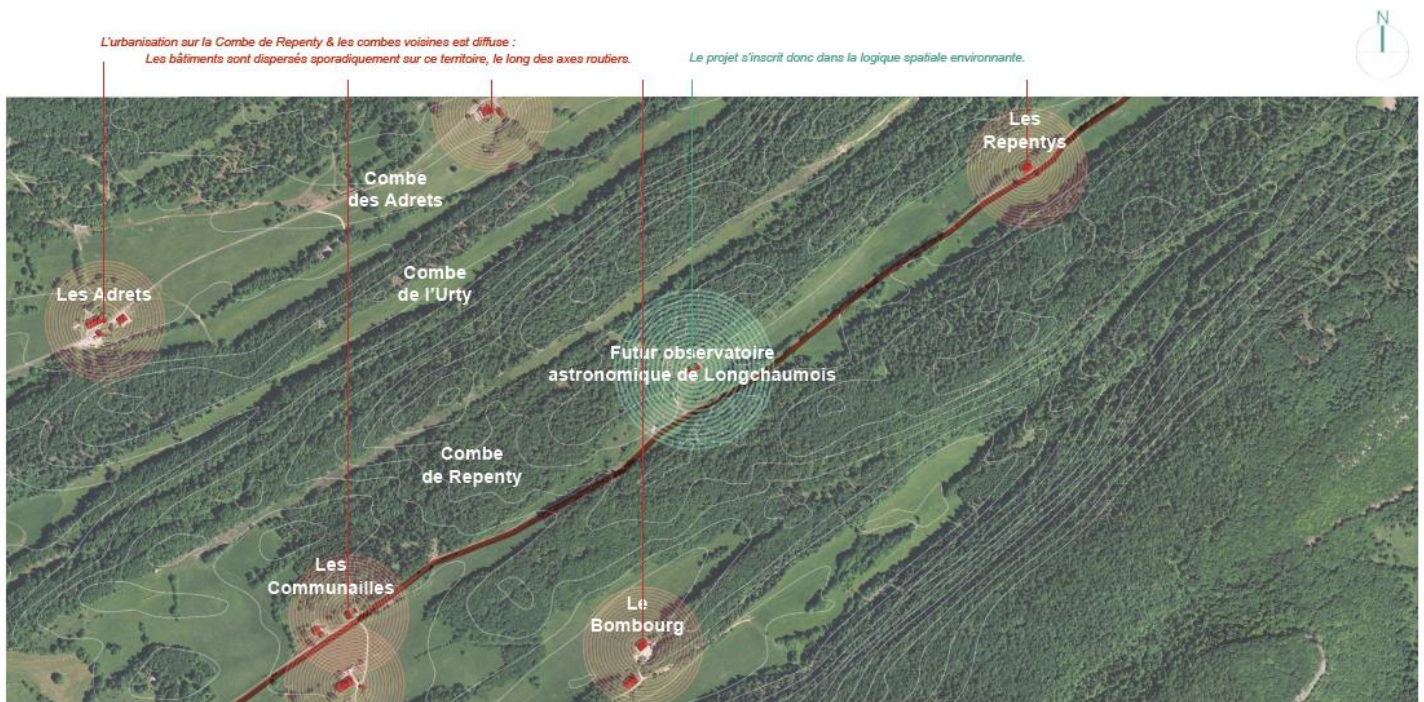 N
L'urbanisation sur la Combe de Repenty & les combes voisines est diffuse :
Les bâtiments sont dispersés sporadiquement sur ce territoire, le long des axes routiers.
Le projet s'inscrit donc dans la logique spatiale environnante.
Les
Repentys
Combe
des Adrets
Combe
de l'Urty
Les Adrets
Futur observatoire
astronomique de Longchaumois
Combe
de Repenty
Les
Communailles
Le
Bombourg